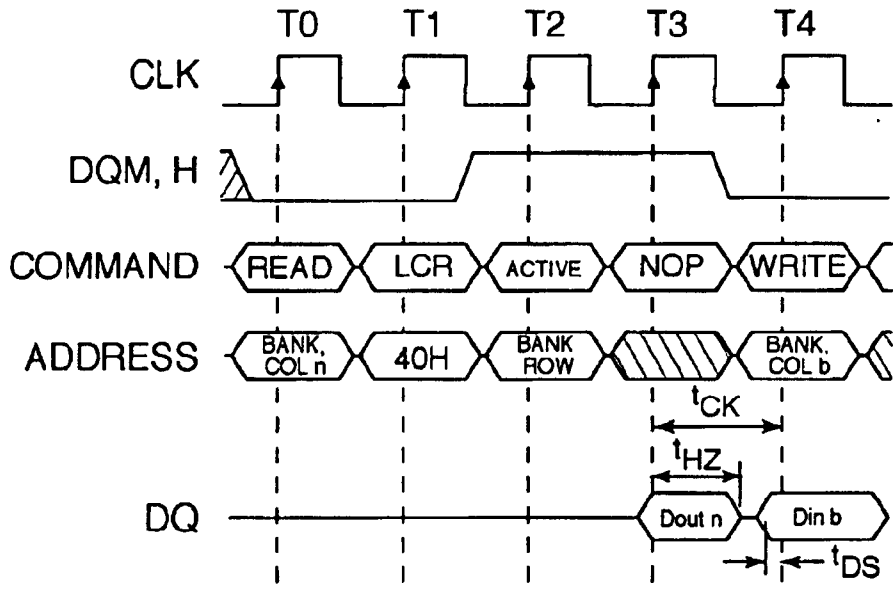 T0 T1 T2 T3 T4
CLK
DQM, H
COMMAND READ LCR ACTIVE NOP WRITE
ADDRESS BANK, COL n 40H BANK ROW BANK, COL b
tCK
tHZ
DQ Dout n Din b
tDS